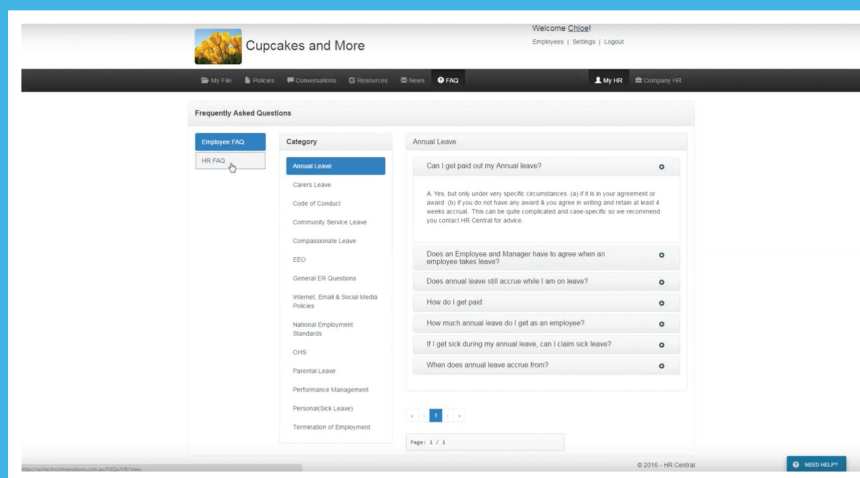 Welcome Chloe!
Cupcakes and More
Employees | Settings | Logout
My File Policies Conversations Resources News FAQ My HR Company HR
Frequently Asked Questions
Employee FAQ
HR FAQ
Category
Annual Leave
Carers Leave
Code of Conduct
Community Service Leave
Compassionate Leave
EEO
General ER Questions
Internet, Email & Social Media
Policies
National Employment
Standards
OHS
Parental Leave
Performance Management
Personal(Sick Leave)
Termination of Employment
Annual Leave
Can I get paid out my Annual leave?
A. Yes, but only under very specific circumstances. (a) if it is in your agreement or
award (b) if you do not have any award & you agree in writing and retain at least 4
weeks accrual. This can be quite complicated and case-specific so we recommend
you contact HR Central for advice.
Does an Employee and Manager have to agree when an
employee takes leave?
Does annual leave still accrue while I am on leave?
How do I get paid
How much annual leave do I get as an employee?
If I get sick during my annual leave, can I claim sick leave?
When does annual leave accrue from?
« ‹ 1 › »
Page: 1 / 1
© 2016 - HR Central
NEED HELP?